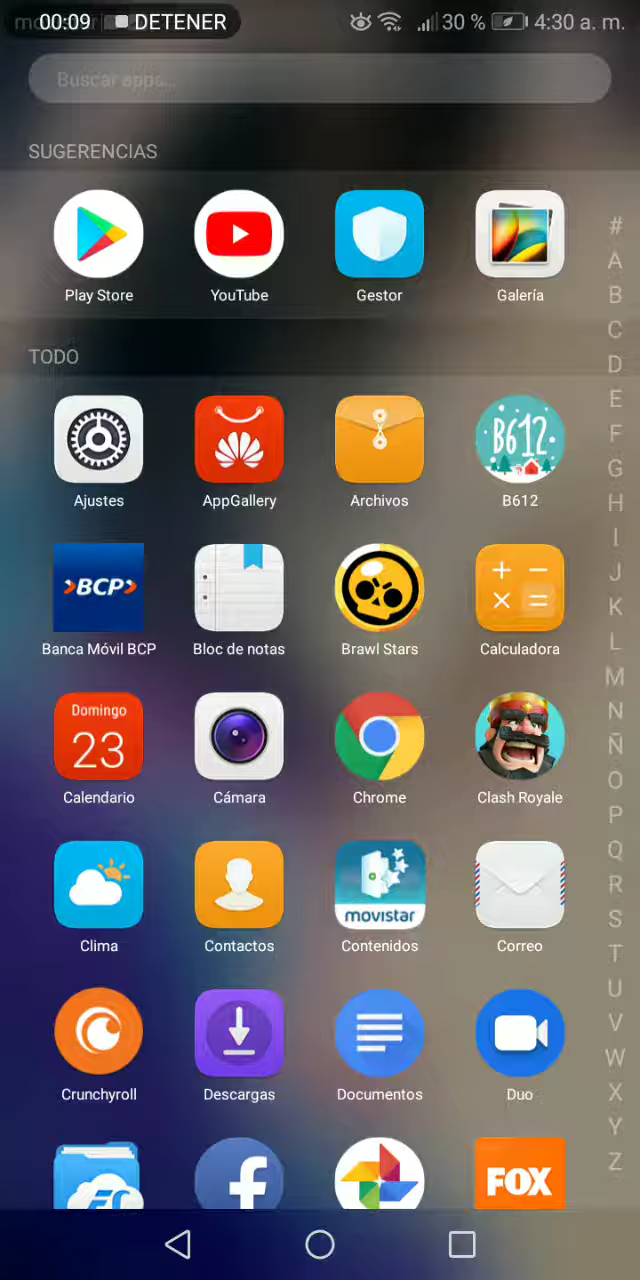 00:09 DETENER 30 % 4:30 a. m.
Buscar apps...
SUGERENCIAS
Play Store YouTube Gestor Galería
#
A
B
C
D
E
F
G
H
I
J
K
L
M
N
Ñ
O
P
Q
R
S
T
U
V
W
X
Y
Z
TODO
B612
Ajustes AppGallery Archivos B612
BCP
Banca Móvil BCP Bloc de notas Brawl Stars Calculadora
Domingo
23
Calendario Cámara Chrome Clash Royale
movistar
Clima Contactos Contenidos Correo
Crunchyroll Descargas Documentos Duo
FOX